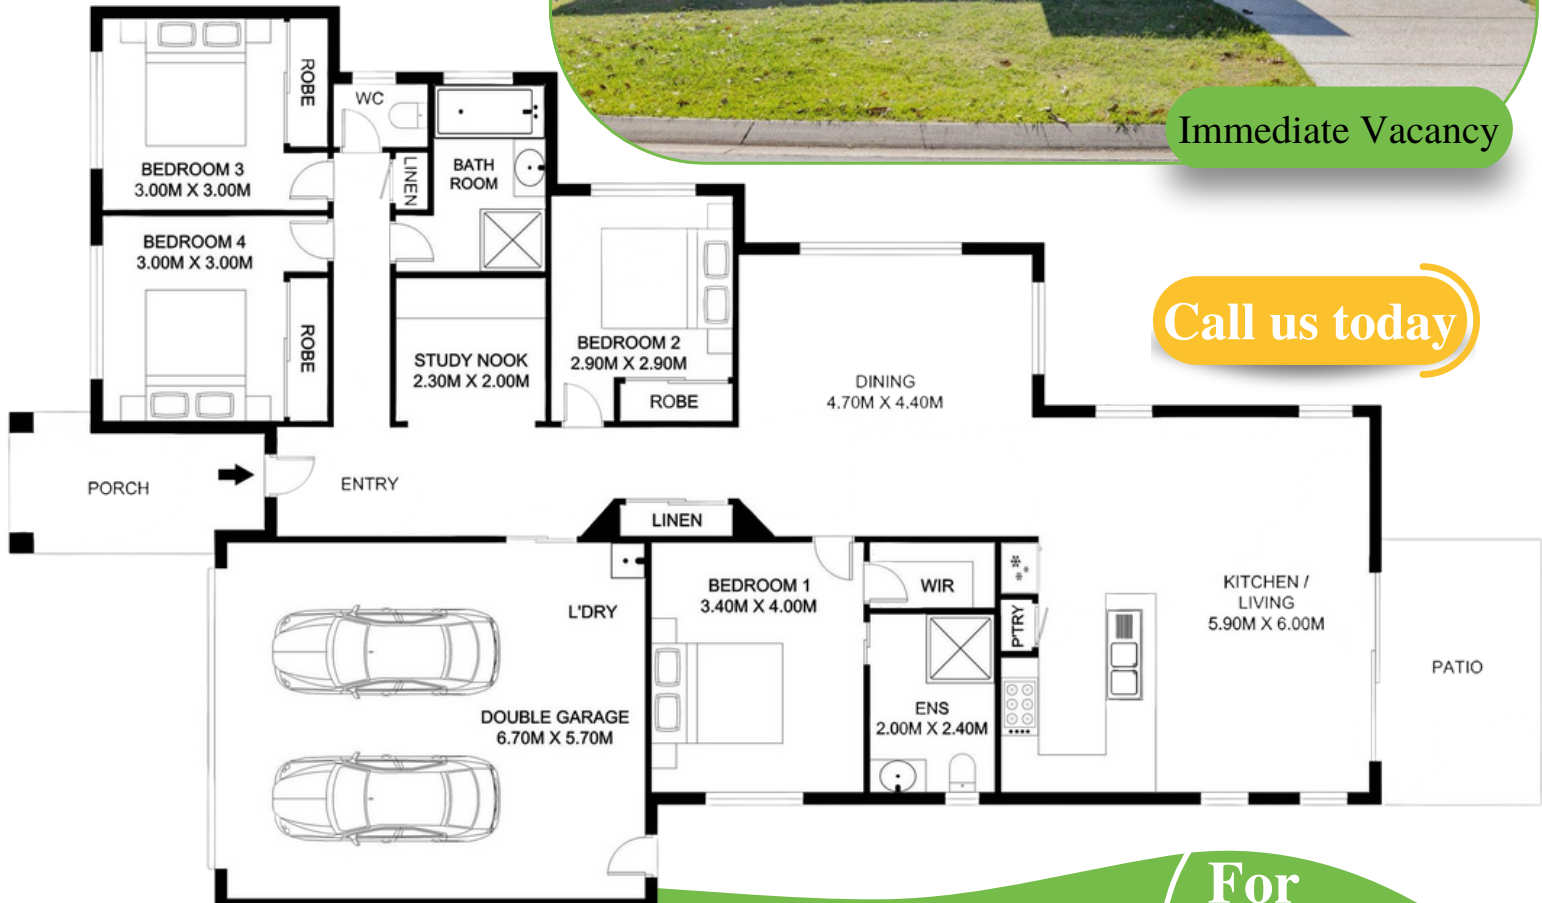 Immediate Vacancy
Call us today
WC
ROBE
BEDROOM 3
3.00M X 3.00M
LINEN
BATH
ROOM
BEDROOM 4
3.00M X 3.00M
ROBE
STUDY NOOK
2.30M X 2.00M
BEDROOM 2
2.90M X 2.90M
ROBE
DINING
4.70M X 4.40M
PORCH
ENTRY
LINEN
L'DRY
BEDROOM 1
3.40M X 4.00M
WIR
P'TRY
KITCHEN /
LIVING
5.90M X 6.00M
PATIO
DOUBLE GARAGE
6.70M X 5.70M
ENS
2.00M X 2.40M
For